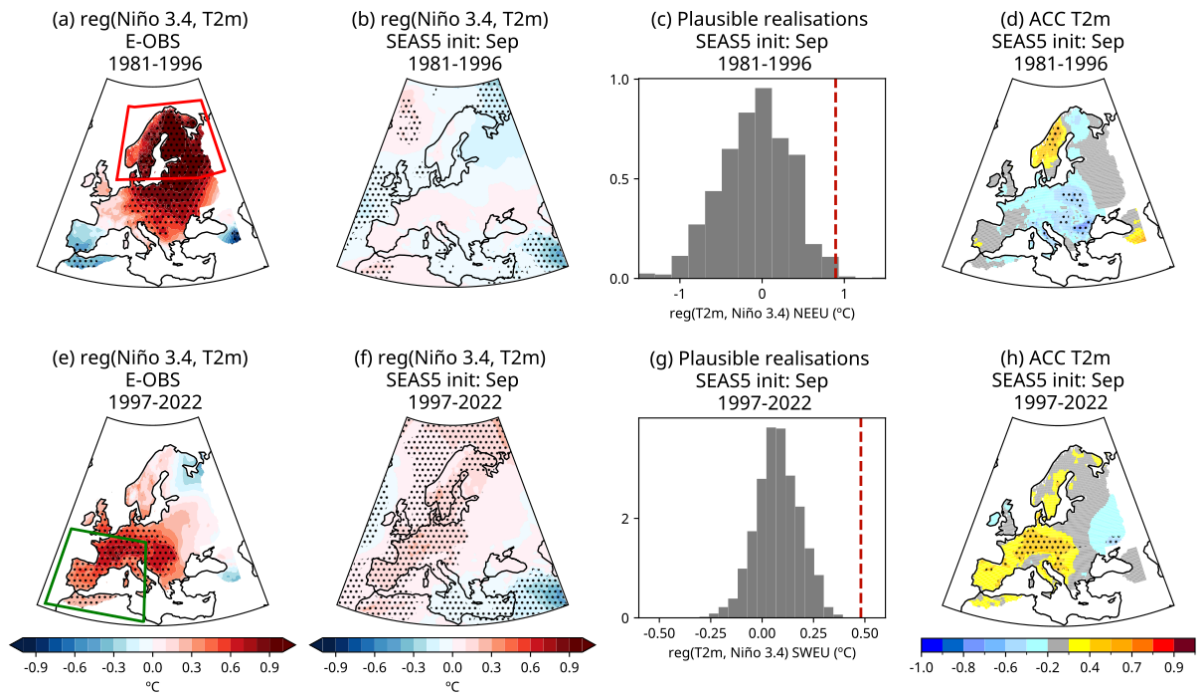 (a) reg(Niño 3.4, T2m)
E-OBS
1981-1996
(b) reg(Niño 3.4, T2m)
SEAS5 init: Sep
1981-1996
(c) Plausible realisations
SEAS5 init: Sep
1981-1996
(d) ACC T2m
SEAS5 init: Sep
1981-1996
1.0
0.5
0.0
-1
0
1
reg(T2m, Niño 3.4) NEEU (ºC)
(e) reg(Niño 3.4, T2m)
E-OBS
1997-2022
(f) reg(Niño 3.4, T2m)
SEAS5 init: Sep
1997-2022
(g) Plausible realisations
SEAS5 init: Sep
1997-2022
(h) ACC T2m
SEAS5 init: Sep
1997-2022
2
0
-0.50
-0.25
0.00
0.25
0.50
reg(T2m, Niño 3.4) SWEU (ºC)
-0.9 -0.6 -0.3 0.0 0.3 0.6 0.9
ºC
-0.9 -0.6 -0.3 0.0 0.3 0.6 0.9
ºC
-1.0 -0.8 -0.6 -0.2 0.4 0.7 0.9